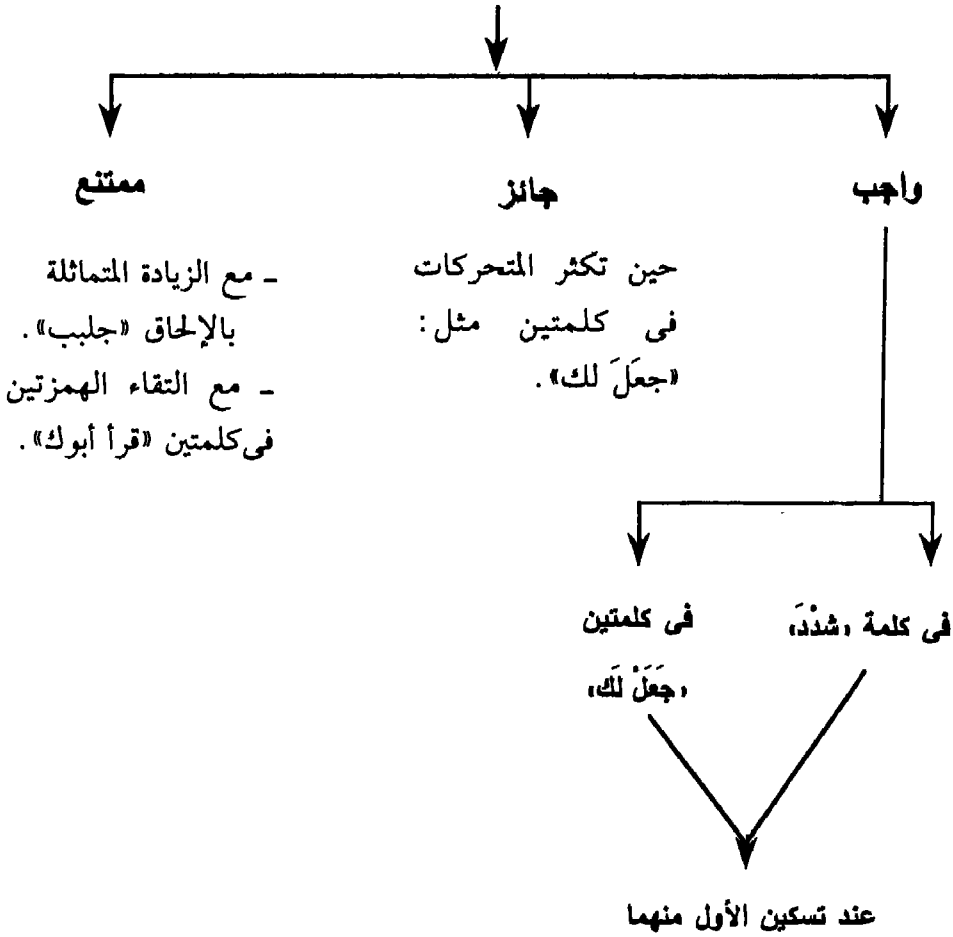 واجب
جائز
ممتنع
حين تكثر المتحركات
فى كلمتين مثل:
«جعَلَ لك».
- مع الزيادة المتماثلة
بالإلحاق «جلبب».
- مع التقاء الهمزتين
فى كلمتين «قرأ أبوك».
فى كلمة «شدْدَ»
فى كلمتين
«جَعَلْ لَك»
عند تسكين الأول منهما